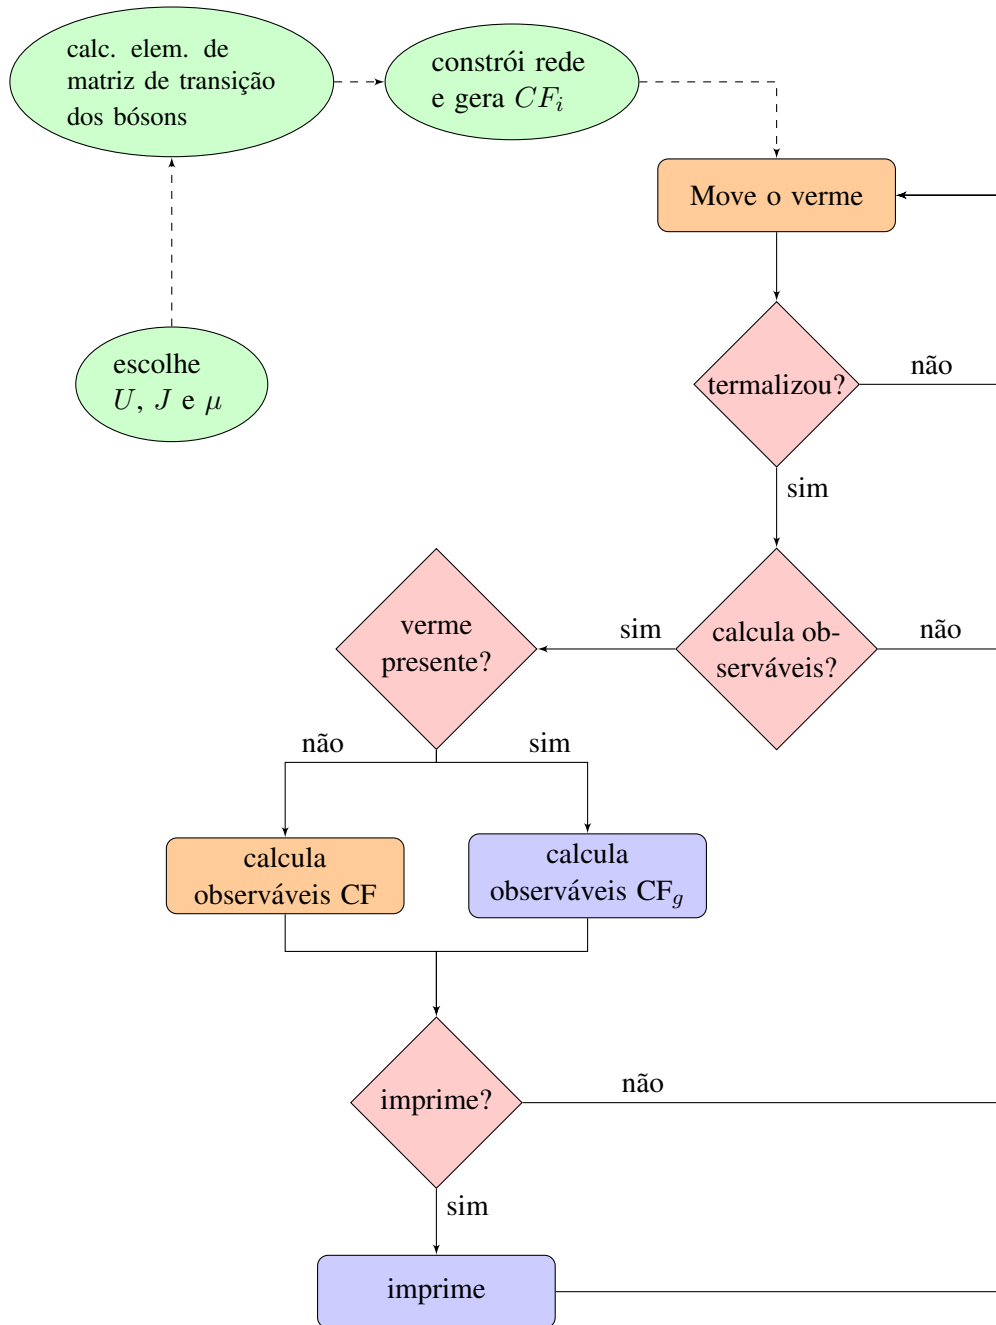 calc. elem. de
matriz de transição
dos bósons
constrói rede
e gera $CF_i$
Move o verme
escolhe
$U$, $J$ e $\mu$
termalizou?
não
sim
verme
presente?
sim
calcula ob-
serváveis?
não
não
sim
calcula
observáveis CF
calcula
observáveis CF$_g$
imprime?
não
sim
imprime